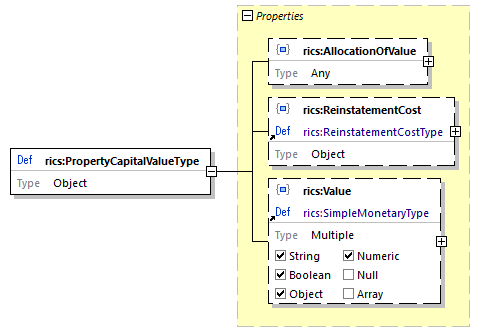 Properties
rics:AllocationOfValue
Type Any
rics:ReinstatementCost
Def rics:ReinstatementCostType
Type Object
Def rics:PropertyCapitalValueType
Type Object
rics:Value
Def rics:SimpleMonetaryType
Type Multiple
String Numeric
Boolean Null
Object Array